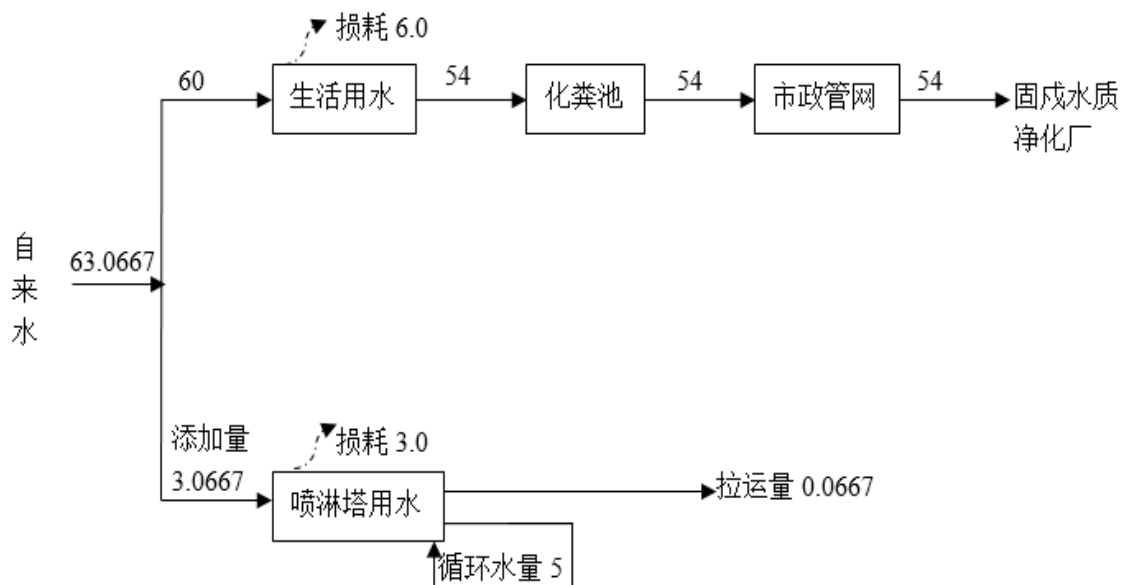 损耗 6.0
60
生活用水
54
化粪池
54
市政管网
54
固戍水质
净化厂
自
来
水
63.0667
添加量
3.0667
损耗 3.0
喷淋塔用水
拉运量 0.0667
循环水量 5